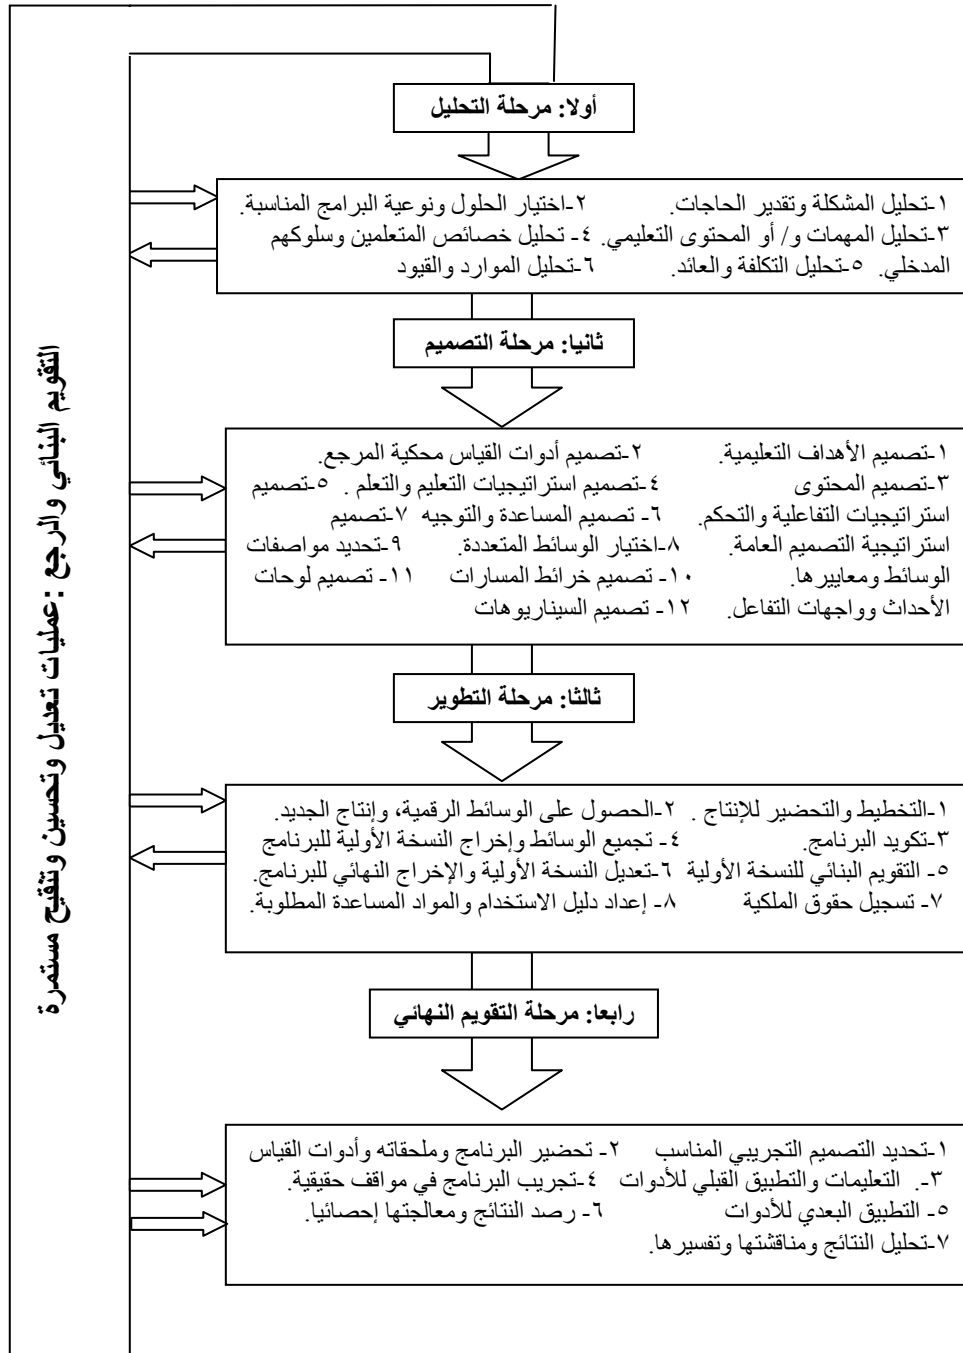 أولا: مرحلة التحليل
١-تحليل المشكلة وتقدير الحاجات. ٢-اختيار الحلول ونوعية البرامج المناسبة.
٣-تحليل المهمات و/ أو المحتوى التعليمي. ٤- تحليل خصائص المتعلمين وسلوكهم
المدخلي. ٥-تحليل التكلفة والعائد. ٦-تحليل الموارد والقيود
ثانيا: مرحلة التصميم
١-تصميم الأهداف التعليمية. ٢-تصميم أدوات القياس محكية المرجع.
٣-تصميم المحتوى ٤-تصميم استراتيجيات التعليم والتعلم . ٥-تصميم
استراتيجيات التفاعلية والتحكم. ٦- تصميم المساعدة والتوجيه ٧-تصميم
استراتيجية التصميم العامة. ٨-اختيار الوسائط المتعددة. ٩-تحديد مواصفات
الوسائط ومعاييرها. ١٠- تصميم خرائط المسارات ١١- تصميم لوحات
الأحداث وواجهات التفاعل. ١٢- تصميم السيناريوهات
ثالثا: مرحلة التطوير
١-التخطيط والتحضير للإنتاج . ٢-الحصول على الوسائط الرقمية، وإنتاج الجديد.
٣-تكويد البرنامج. ٤- تجميع الوسائط وإخراج النسخة الأولية للبرنامج
٥- التقويم البنائي للنسخة الأولية ٦-تعديل النسخة الأولية والإخراج النهائي للبرنامج.
٧- تسجيل حقوق الملكية ٨- إعداد دليل الاستخدام والمواد المساعدة المطلوبة.
رابعا: مرحلة التقويم النهائي
١-تحديد التصميم التجريبي المناسب ٢- تحضير البرنامج وملحقاته وأدوات القياس
٣-. التعليمات والتطبيق القبلي للأدوات ٤-تجريب البرنامج في مواقف حقيقية.
٥- التطبيق البعدي للأدوات ٦- رصد النتائج ومعالجتها إحصائيا.
٧-تحليل النتائج ومناقشتها وتفسيرها.
التقويم البنائي والرجع :عمليات تعديل وتحسين وتنقيح مستمرة